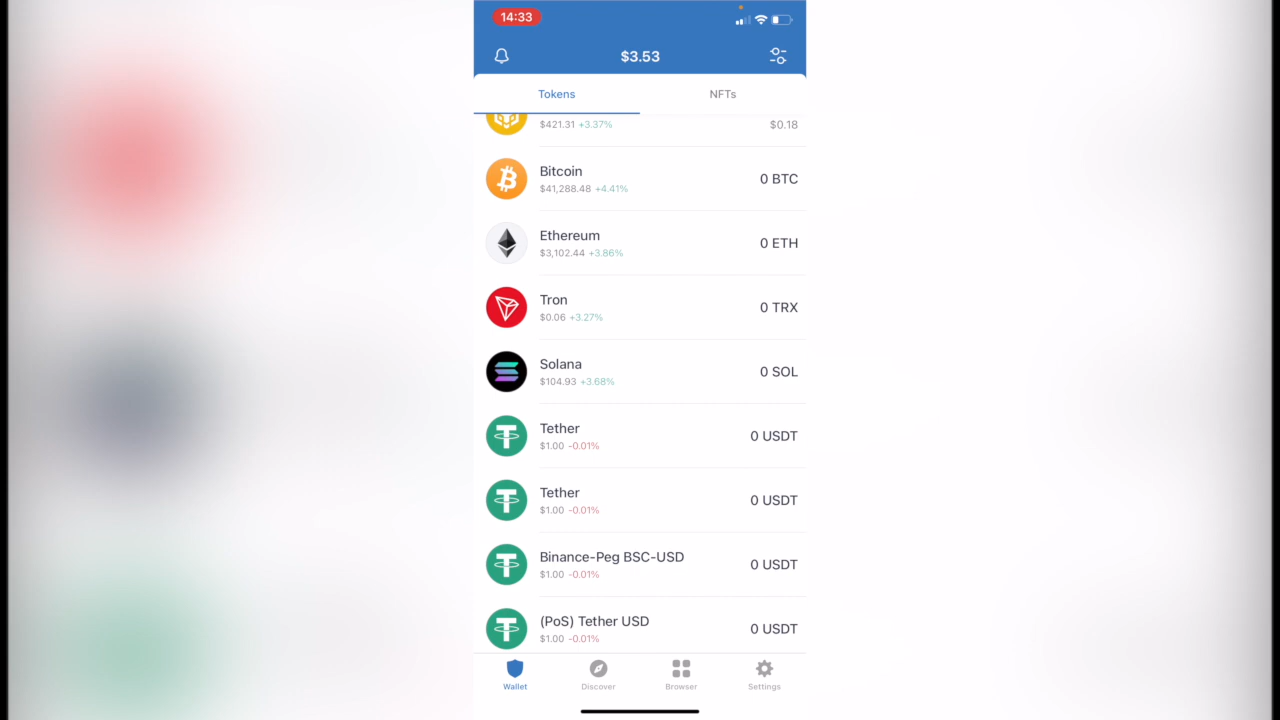 14:33
$3.53
Tokens
NFTs
$421.31 +3.37%
$0.18
Bitcoin
$41,288.48 +4.41%
0 BTC
Ethereum
$3,102.44 +3.86%
0 ETH
Tron
$0.06 +3.27%
0 TRX
Solana
$104.93 +3.68%
0 SOL
Tether
$1.00 -0.01%
0 USDT
Tether
$1.00 -0.01%
0 USDT
Binance-Peg BSC-USD
$1.00 -0.01%
0 USDT
(PoS) Tether USD
$1.00 -0.01%
0 USDT
Wallet
Discover
Browser
Settings